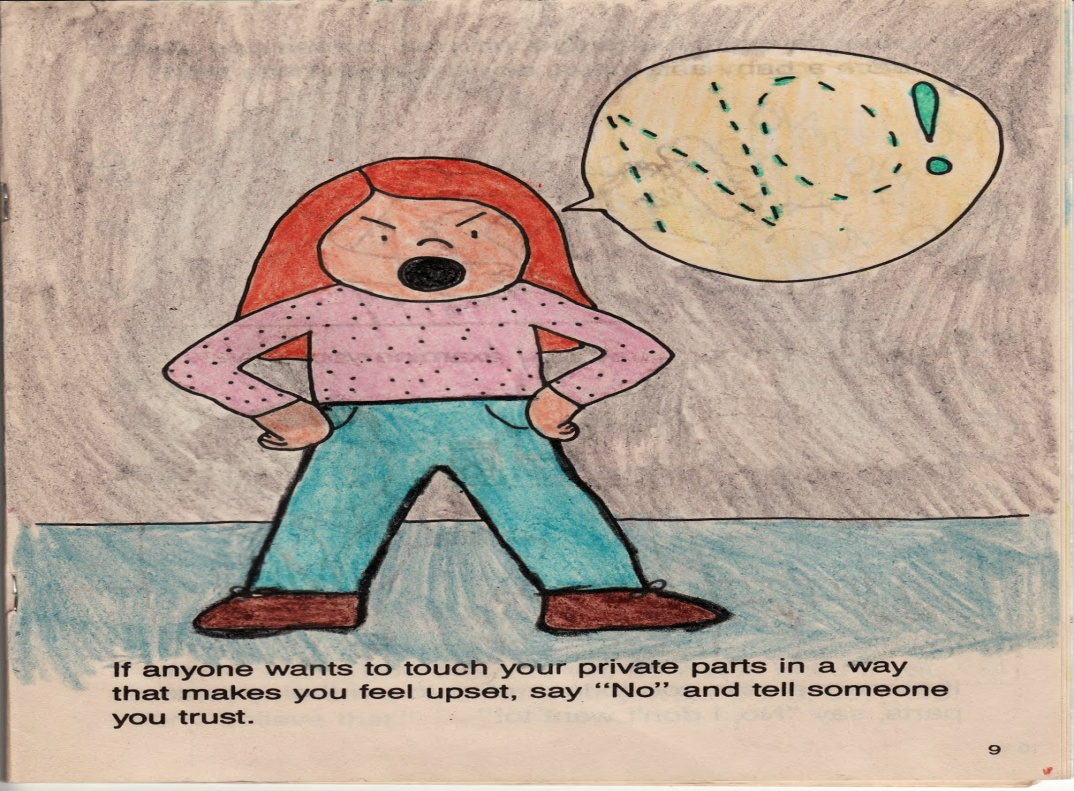 NO!
If anyone wants to touch your private parts in a way
that makes you feel upset, say “No” and tell someone
you trust.
9